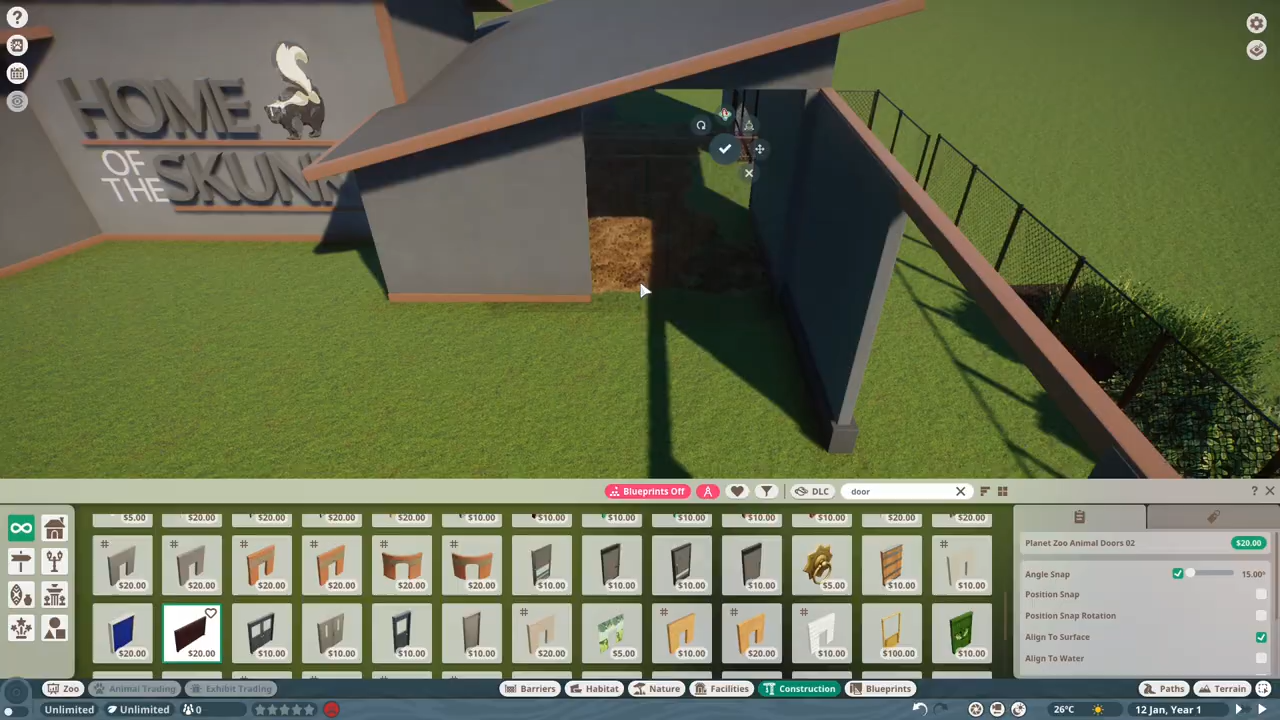 HOME
OF
THE SKUNK
Blueprints Off
DLC
door
$5.00 $20.00 $20.00 $20.00 $20.00 $10.00 $10.00 $10.00 $10.00 $10.00 $10.00 $20.00 $20.00
$20.00 $20.00 $20.00 $20.00 $20.00 $20.00 $10.00 $10.00 $10.00 $10.00 $5.00 $10.00 $10.00
$20.00 $20.00 $10.00 $10.00 $10.00 $10.00 $20.00 $5.00 $10.00 $20.00 $10.00 $100.00 $10.00
Planet Zoo Animal Doors 02 $20.00
Angle Snap 15.00°
Position Snap
Position Snap Rotation
Align To Surface
Align To Water
Zoo Animal Trading Exhibit Trading Barriers Habitat Nature Facilities Construction Blueprints Paths Terrain
Unlimited Unlimited 0 26°C 12 Jan, Year 1